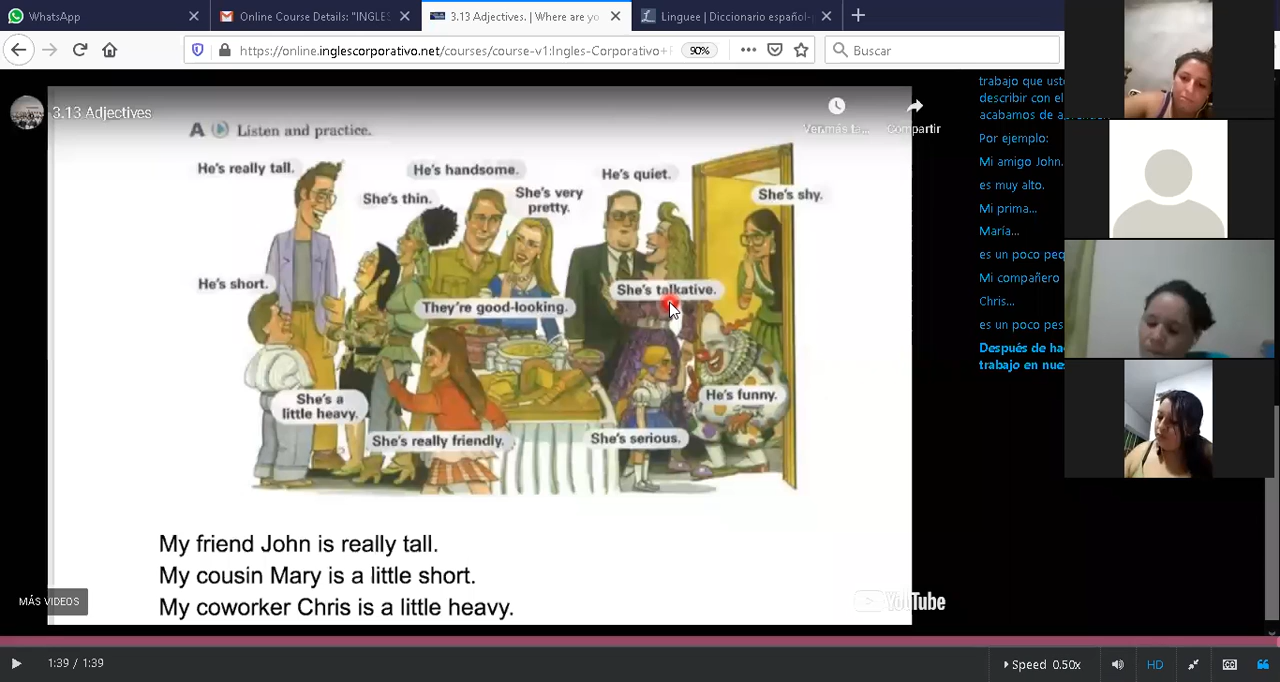 WhatsApp
Online Course Details: "INGLES
3.13 Adjectives. | Where are yo
Linguee | Diccionario español-
https://online.inglescorporativo.net/courses/course-v1:Ingles-Corporativo+
90%
Buscar
3.13 Adjectives
Compartir
A Listen and practice.
He's really tall.
He's handsome.
He's quiet.
She's thin.
She's very
pretty.
She's shy.
He's short.
She's talkative.
They're good-looking.
She's a
little heavy.
He's funny.
She's really friendly.
She's serious.
My friend John is really tall.
My cousin Mary is a little short.
My coworker Chris is a little heavy.
MÁS VIDEOS
YouTube
trabajo que
describir con el
acabamos de
Por ejemplo:
Mi amigo John.
es muy alto.
Mi prima...
María...
es un poco
Mi compañero
Chris...
es un poco
Después de
trabajo en
1:39 / 1:39
Speed 0.50x
HD